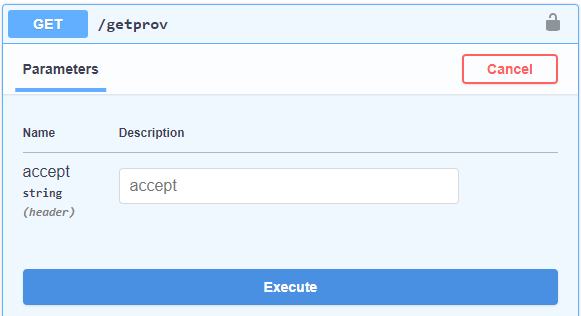 GET /getprov
Parameters
Cancel
Name Description
accept
string
(header)
accept
Execute